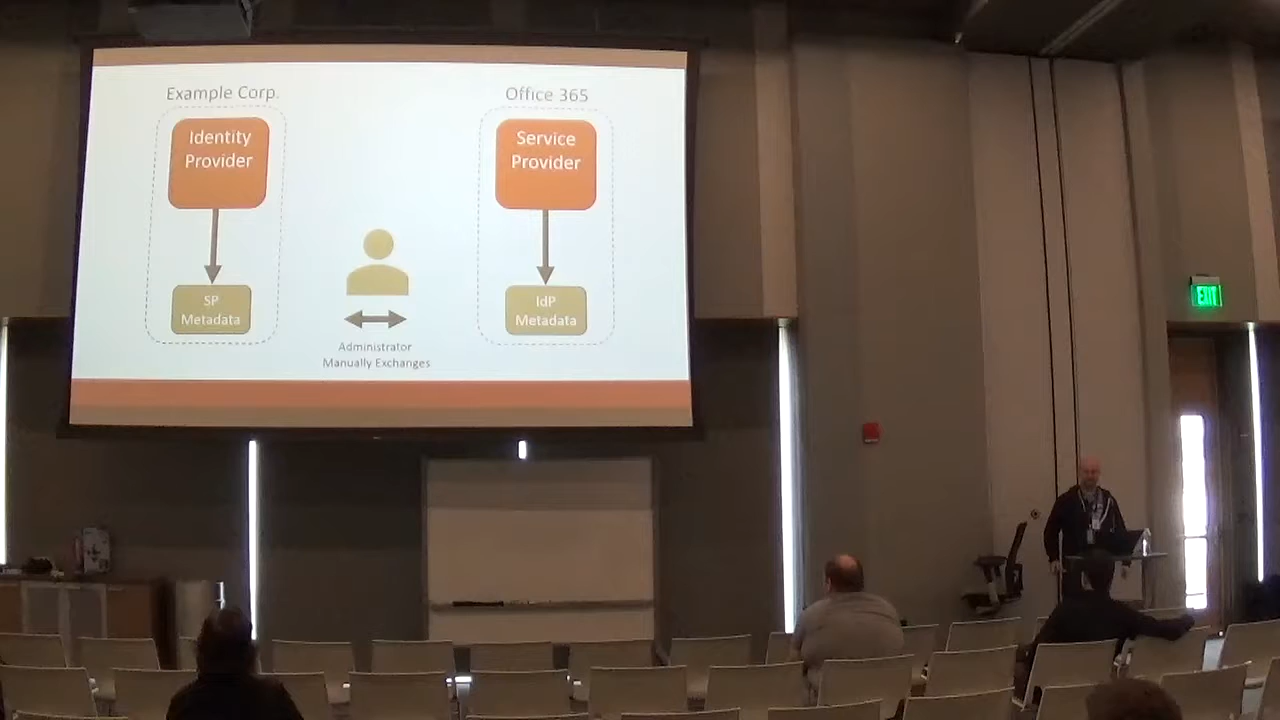 Example Corp.
Office 365
Identity
Provider
Service
Provider
SP
Metadata
IdP
Metadata
Administrator
Manually Exchanges
EXIT